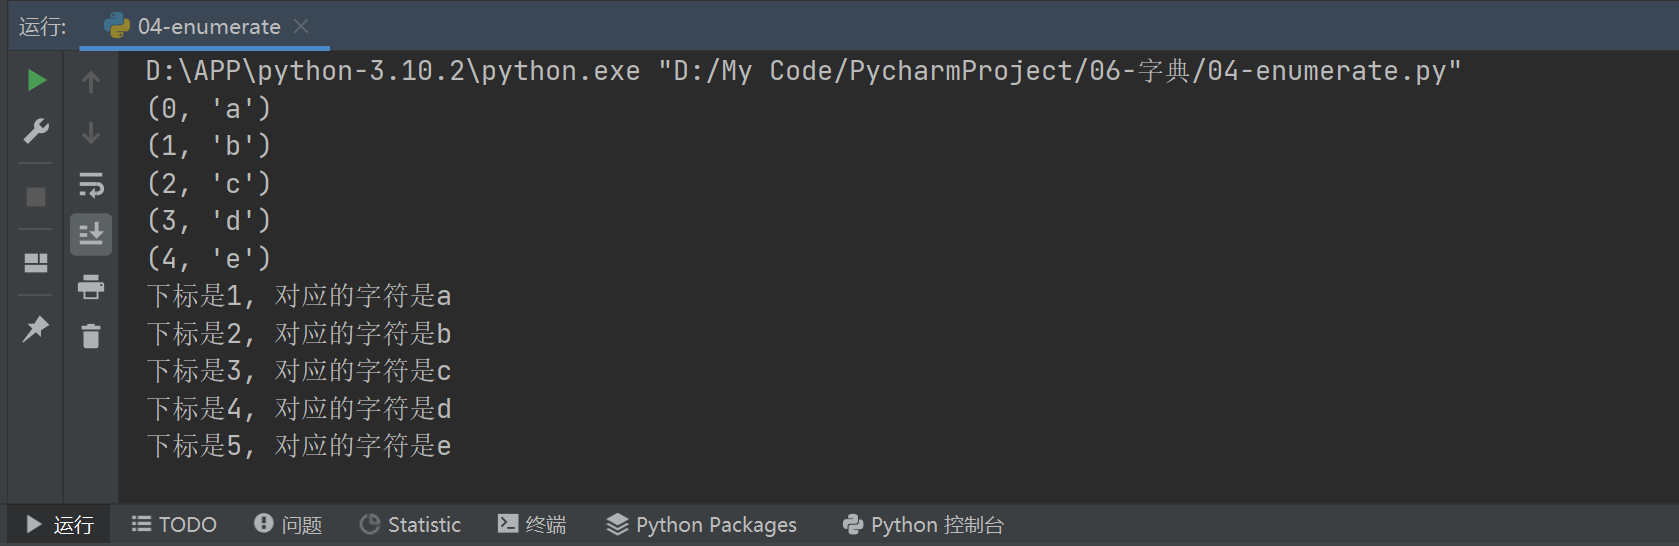 运行: 04-enumerate
D:\APP\python-3.10.2\python.exe "D:/My Code/PycharmProject/06-字典/04-enumerate.py"
(0, 'a')
(1, 'b')
(2, 'c')
(3, 'd')
(4, 'e')
下标是1, 对应的字符是a
下标是2, 对应的字符是b
下标是3, 对应的字符是c
下标是4, 对应的字符是d
下标是5, 对应的字符是e
运行 TODO 问题 Statistic 终端 Python Packages Python 控制台